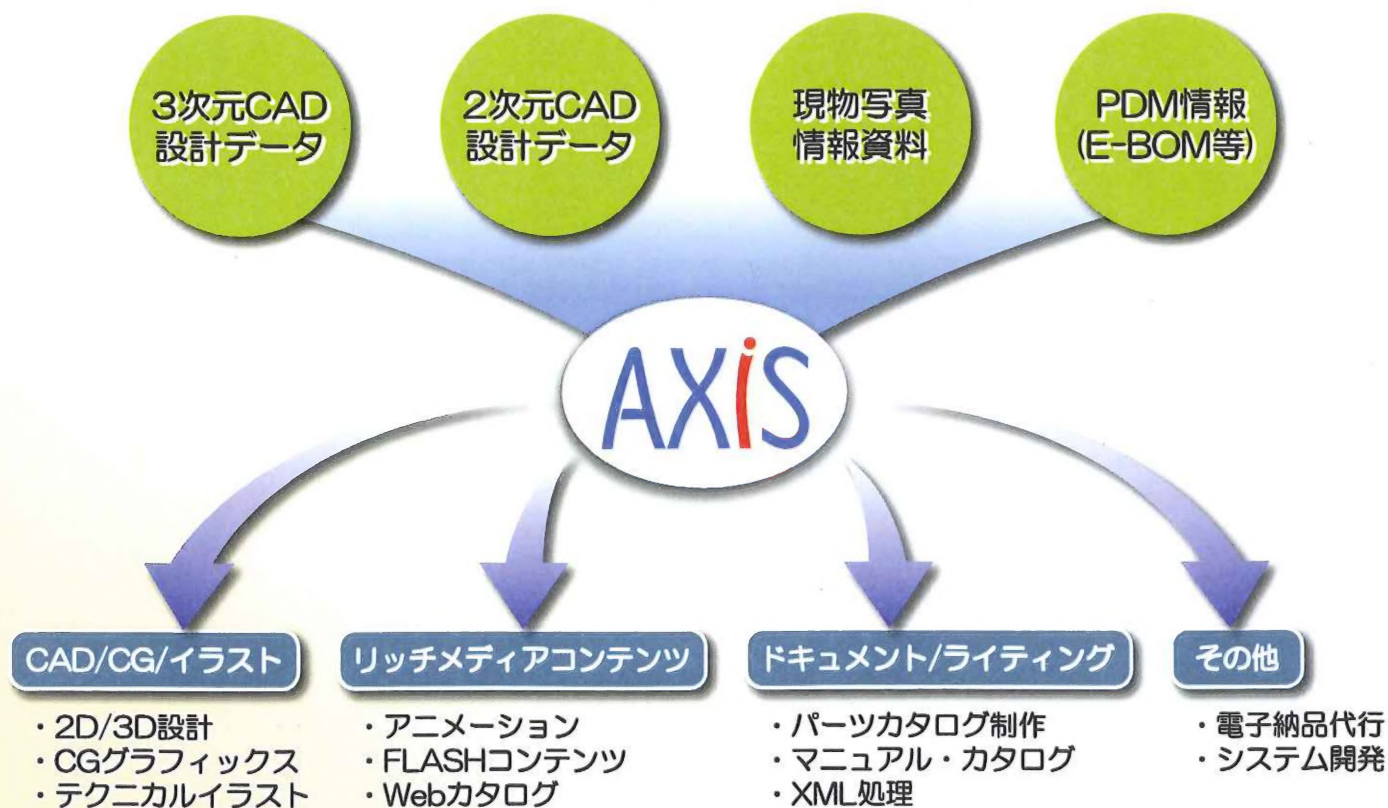 3次元CAD
設計データ
2次元CAD
設計データ
現物写真
情報資料
PDM情報
(E-BOM等)
AXiS
CAD/CG/イラスト
・2D/3D設計
・CGグラフィックス
・テクニカルイラスト
リッチメディアコンテンツ
・アニメーション
・FLASHコンテンツ
・Webカタログ
ドキュメント/ライティング
・パーツカタログ制作
・マニュアル・カタログ
・XML処理
その他
・電子納品代行
・システム開発